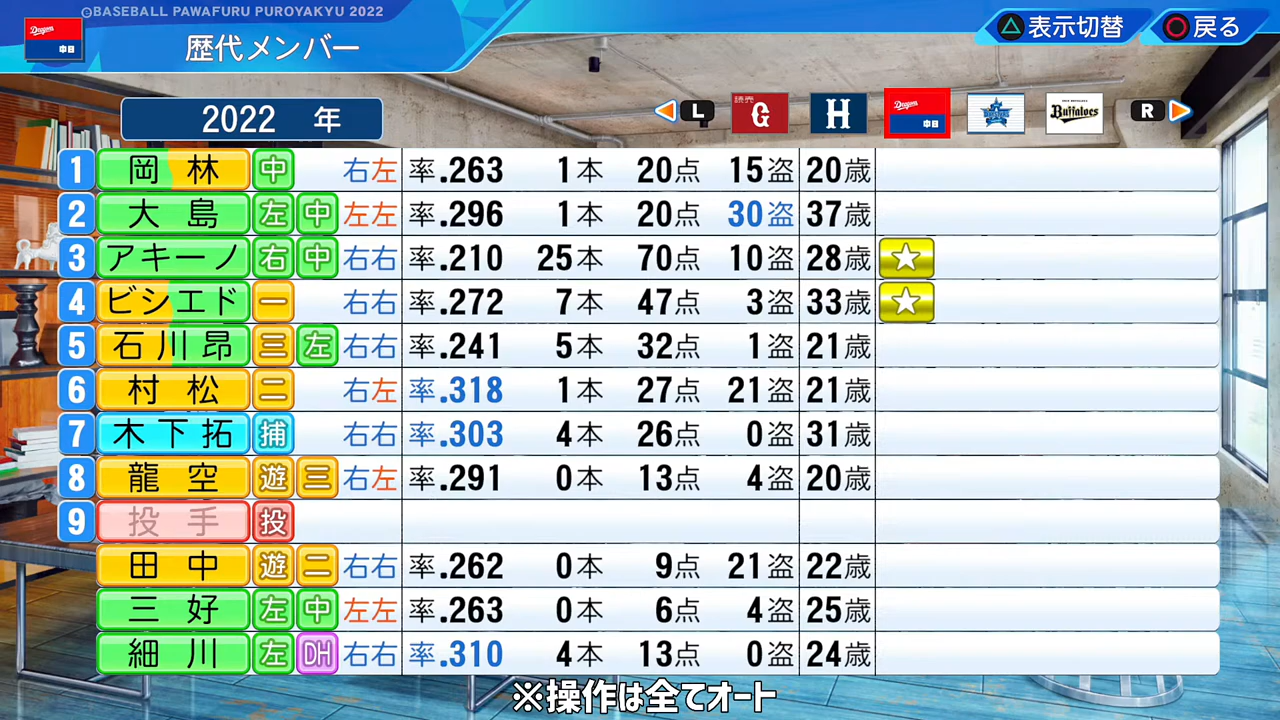 ©BASEBALL PAWAFURU PUROYAKYU 2022
Dragons
中日
歴代メンバー
表示切替
戻る
2022 年
L
読売
G
H
Dragons
中日
Buffaloes
R
1 岡林 中 右左 率.263 1本 20点 15盗 20歳
2 大島 左 中 左左 率.296 1本 20点 30盗 37歳
3 アキーノ 右 中 右右 率.210 25本 70点 10盗 28歳
4 ビシエド 一 右右 率.272 7本 47点 3盗 33歳
5 石川昂 三 左 右右 率.241 5本 32点 1盗 21歳
6 村松 二 右左 率.318 1本 27点 21盗 21歳
7 木下拓 捕 右右 率.303 4本 26点 0盗 31歳
8 龍空 遊 三 右左 率.291 0本 13点 4盗 20歳
9 投手 投
田中 遊 二 右右 率.262 0本 9点 21盗 22歳
三好 左 中 左左 率.263 0本 6点 4盗 25歳
細川 左 DH 右右 率.310 4本 13点 0盗 24歳
※操作は全てオート